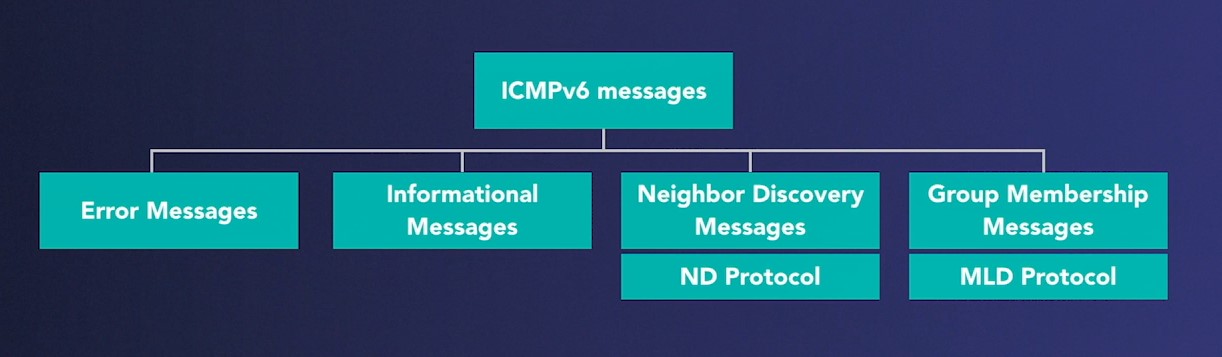 ICMPv6 messages
Error Messages
Informational
Messages
Neighbor Discovery
Messages
ND Protocol
Group Membership
Messages
MLD Protocol